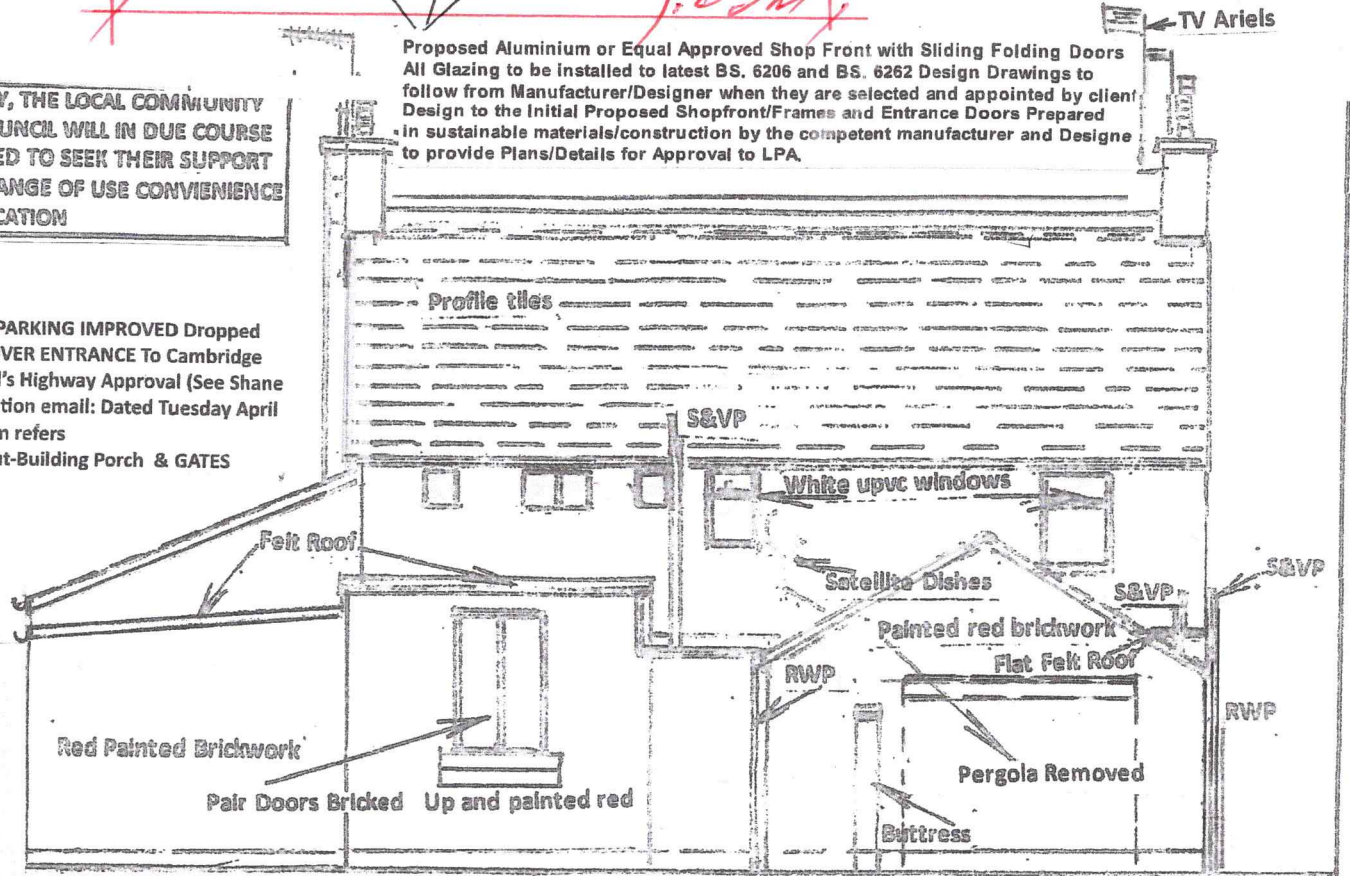 TV Ariels
Proposed Aluminium or Equal Approved Shop Front with Sliding Folding Doors
All Glazing to be installed to latest BS. 6206 and BS. 6262 Design Drawings to
follow from Manufacturer/Designer when they are selected and appointed by client
Design to the Initial Proposed Shopfront/Frames and Entrance Doors Prepared
in sustainable materials/construction by the competent manufacturer and Designe
to provide Plans/Details for Approval to LPA.
Y, THE LOCAL COMMUNITY
UNCIL WILL IN DUE COURSE
ED TO SEEK THEIR SUPPORT
ANGE OF USE CONVIENIENCE
CATION
Profile tiles
PARKING IMPROVED Dropped
VER ENTRANCE To Cambridge
l's Highway Approval (See Shane
tion email: Dated Tuesday April
m refers
t-Building Porch & GATES
S&VP
White upvc windows
Felt Roof
Satellite Dishes
S&VP
S&VP
Painted red brickwork
Flat Felt Roof
RWP
RWP
Red Painted Brickwork
Pergola Removed
Pair Doors Bricked Up and painted red
Buttress